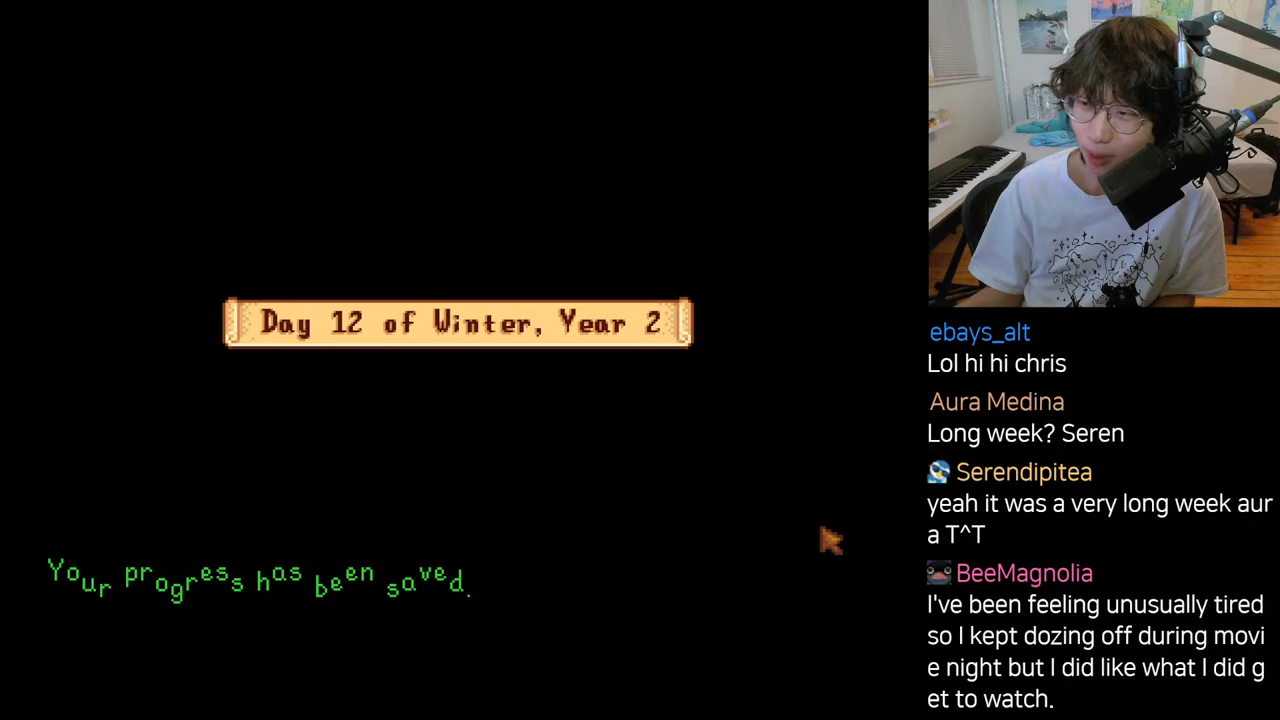 Day 12 of Winter, Year 2
Your progress has been saved.
ebays_alt
Lol hi hi chris
Aura Medina
Long week? Seren
Serendipitea
yeah it was a very long week aur
a T^T
BeeMagnolia
I've been feeling unusually tired
so I kept dozing off during movi
e night but I did like what I did g
et to watch.